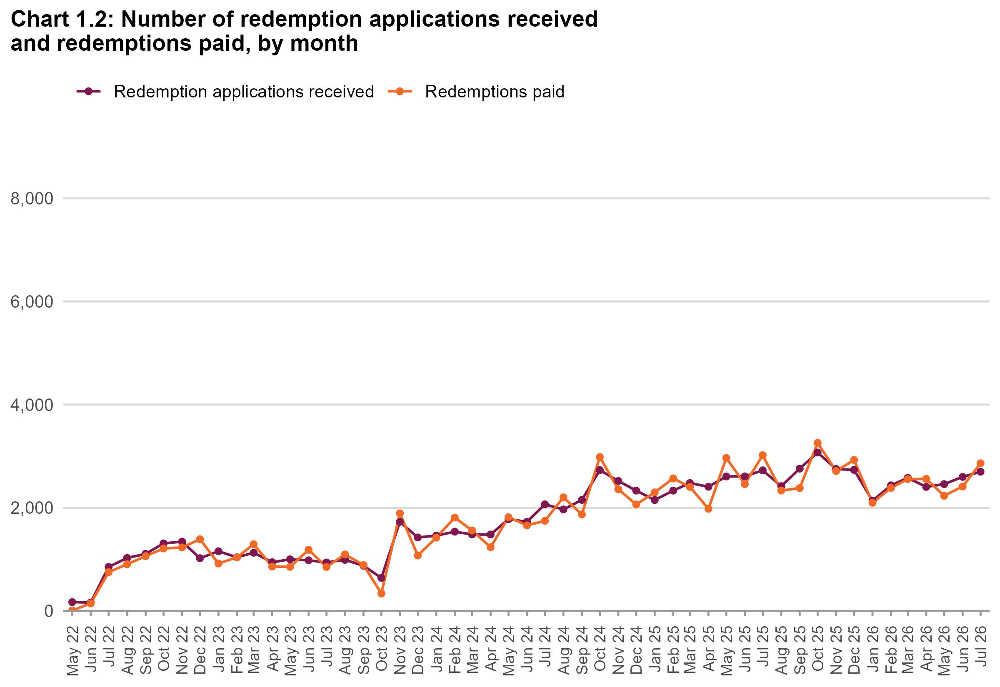 Chart 1.2: Number of redemption applications received
and redemptions paid, by month
Redemption applications received Redemptions paid
8,000
6,000
4,000
2,000
0
May 22
Jun 22
Jul 22
Aug 22
Sep 22
Oct 22
Nov 22
Dec 22
Jan 23
Feb 23
Mar 23
Apr 23
May 23
Jun 23
Jul 23
Aug 23
Sep 23
Oct 23
Nov 23
Dec 23
Jan 24
Feb 24
Mar 24
Apr 24
May 24
Jun 24
Jul 24
Aug 24
Sep 24
Oct 24
Nov 24
Dec 24
Jan 25
Feb 25
Mar 25
Apr 25
May 25
Jun 25
Jul 25
Aug 25
Sep 25
Oct 25
Nov 25
Dec 25
Jan 26
Feb 26
Mar 26
Apr 26
May 26
Jun 26
Jul 26